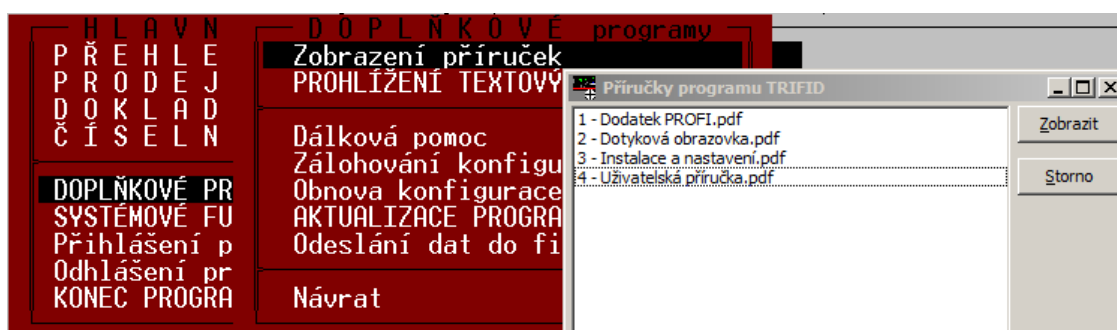 H L A V N
P Ř E H L E
P R O D E J
D O K L A D
Č Í S E L N
DOPLŇKOVÉ PR
SYSTÉMOVÉ FU
Přihlášení p
Odhlášení pr
KONEC PROGRA
D O P L Ň K O V É programy
Zobrazení příruček
PROHLÍŽENÍ TEXTOVÝ
Dálková pomoc
Zálohování konfigu
Obnova konfigurace
AKTUALIZACE PROGRA
Odeslání dat do fi
Návrat
Příručky programu TRIFID
1 - Dodatek PROFI.pdf
2 - Dotyková obrazovka.pdf
3 - Instalace a nastavení.pdf
4 - Uživatelská příručka.pdf
Zobrazit
Storno